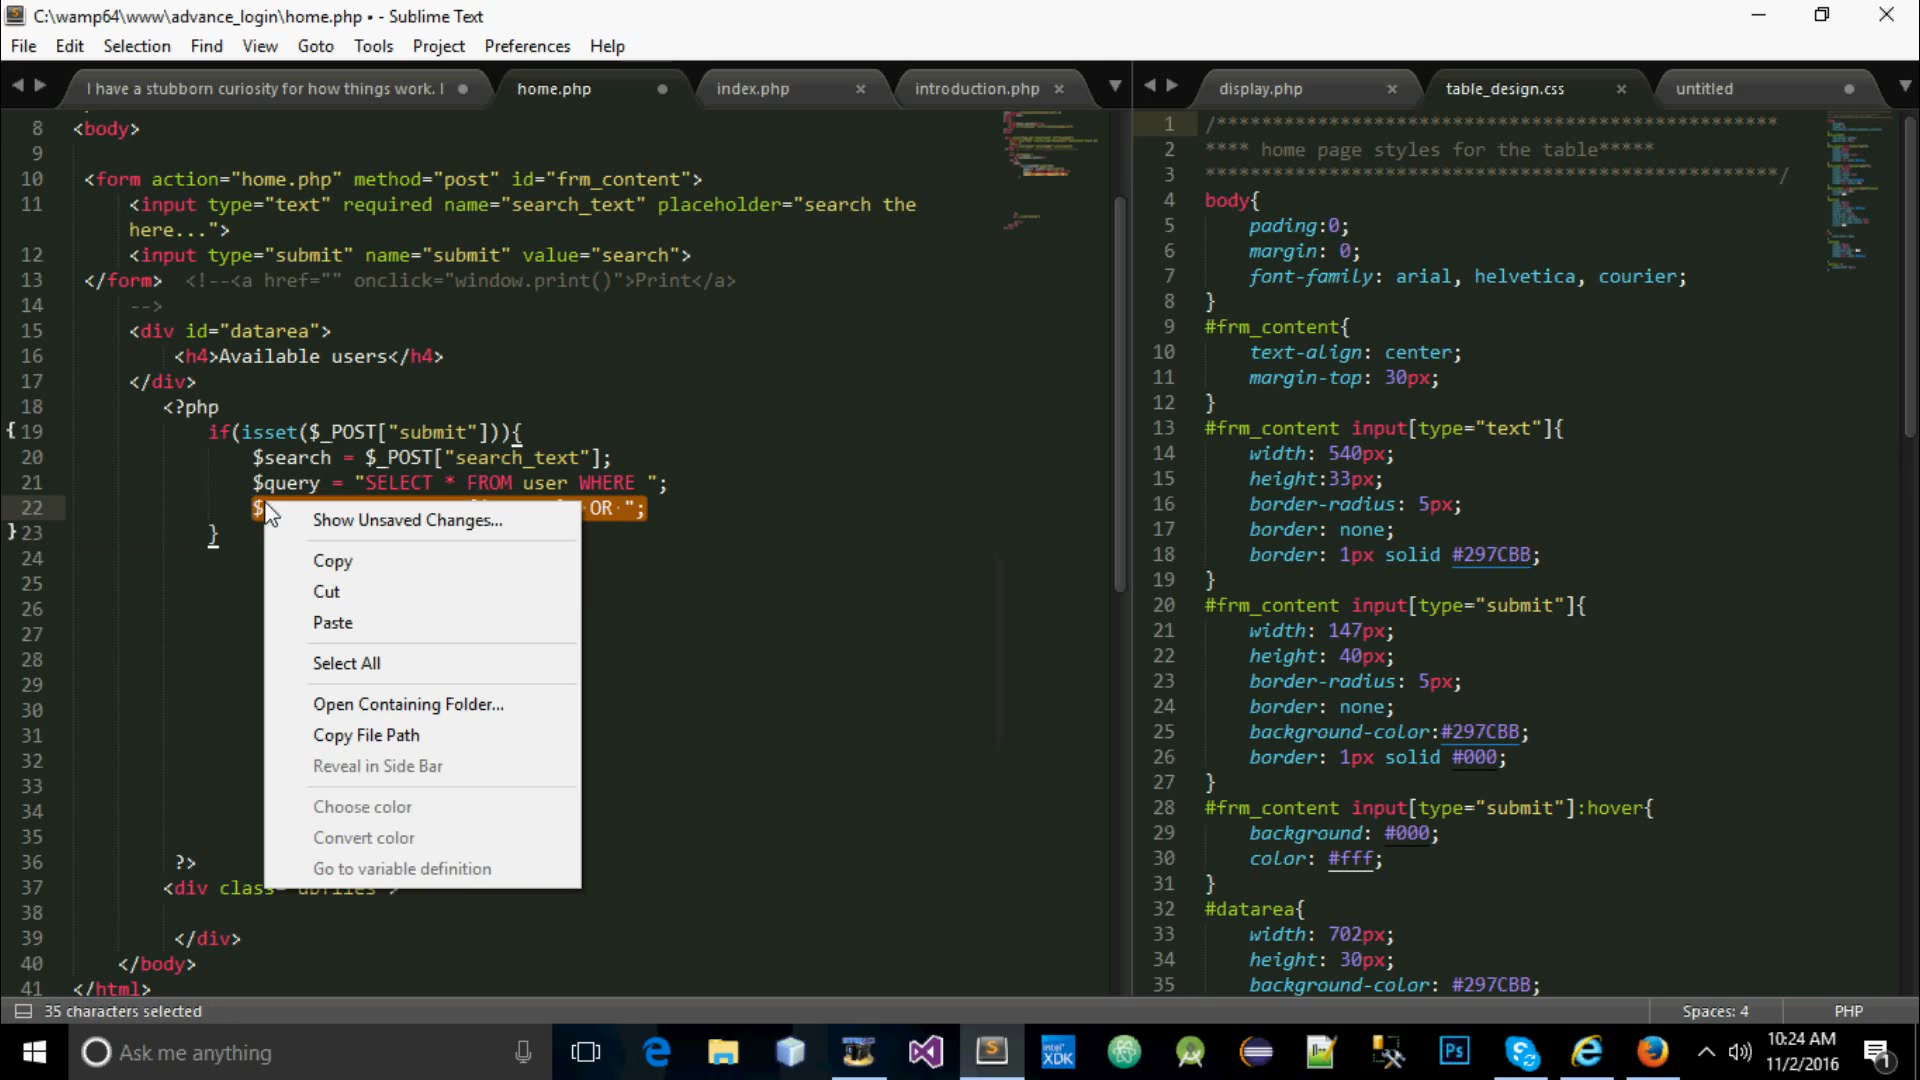 C:\wamp64\www\advance_login\home.php • - Sublime Text
File Edit Selection Find View Goto Tools Project Preferences Help
I have a stubborn curiosity for how things work. I
home.php
index.php
introduction.php
display.php
table_design.css
untitled
8 <body>
9
10 <form action="home.php" method="post" id="frm_content">
11 <input type="text" required name="search_text" placeholder="search the
here...">
12 <input type="submit" name="submit" value="search">
13 </form> <!--<a href="" onclick="window.print()">Print</a>
14 -->
15 <div id="datarea">
16 <h4>Available users</h4>
17 </div>
18 <?php
19 if(isset($_POST["submit"])){
20 $search = $_POST["search_text"];
21 $query = "SELECT * FROM user WHERE ";
22 $ OR ";
23 }
24
25
26
27
28
29
30
31
32
33
34
35
36 ?>
37 <div class=
38
39 </div>
40 </body>
41 </html>
Show Unsaved Changes...
Copy
Cut
Paste
Select All
Open Containing Folder...
Copy File Path
Reveal in Side Bar
Choose color
Convert color
Go to variable definition
1 /**************************************************
2 **** home page styles for the table*****
3 ***************************************************/
4 body{
5 pading:0;
6 margin: 0;
7 font-family: arial, helvetica, courier;
8 }
9 #frm_content{
10 text-align: center;
11 margin-top: 30px;
12 }
13 #frm_content input[type="text"]{
14 width: 540px;
15 height:33px;
16 border-radius: 5px;
17 border: none;
18 border: 1px solid #297CBB;
19 }
20 #frm_content input[type="submit"]{
21 width: 147px;
22 height: 40px;
23 border-radius: 5px;
24 border: none;
25 background-color:#297CBB;
26 border: 1px solid #000;
27 }
28 #frm_content input[type="submit"]:hover{
29 background: #000;
30 color: #fff;
31 }
32 #datarea{
33 width: 702px;
34 height: 30px;
35 background-color: #297CBB;
35 characters selected
Spaces: 4
PHP
Ask me anything
10:24 AM
11/2/2016
1